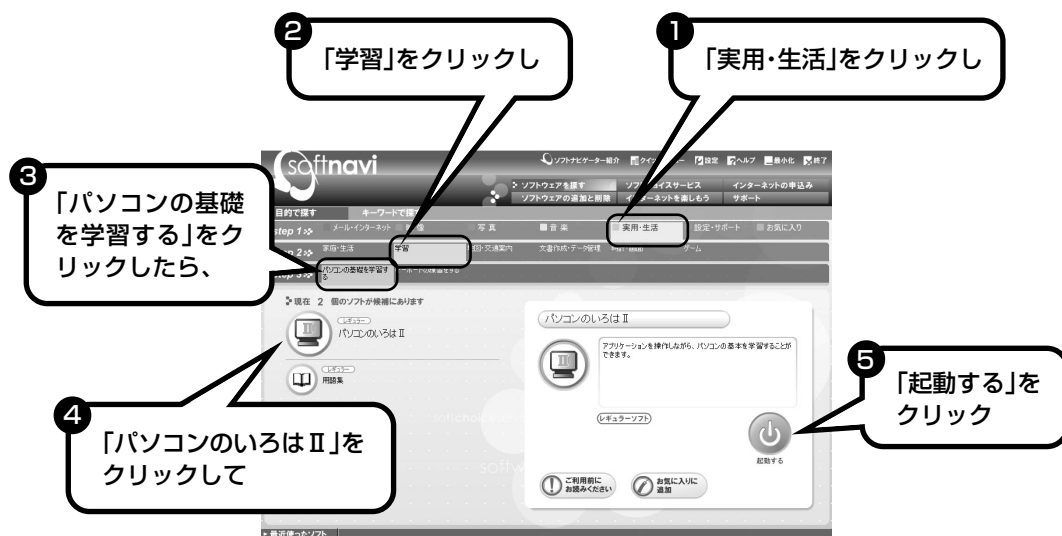 ❷
「学習」をクリックし
❶
「実用・生活」をクリックし
❸
「パソコンの基礎
を学習する」をク
リックしたら、
softnavi
ソフトナビゲーター紹介
設定
ヘルプ
最小化
終了
ソフトウェアを探す
インターネットの申込み
ソフトウェアの追加と削除
サポート
目的で探す
キーワードで探す
step 1
メール・インターネット
写真
音楽
実用・生活
設定・サポート
お気に入り
step 2
家庭・生活
学習
文書作成・データ管理
ゲーム
パソコンの基礎を学習す
る
現在 2 個のソフトが候補にあります
レギュラー
パソコンのいろはⅡ
レギュラー
用語集
パソコンのいろはⅡ
アプリケーションを操作しながら、パソコンの基本を学習することが
できます。
レギュラーソフト
起動する
ご利用前に
お読みください
お気に入りに
追加
最近使ったソフト
❹
「パソコンのいろはⅡ」を
クリックして
❺
「起動する」を
クリック